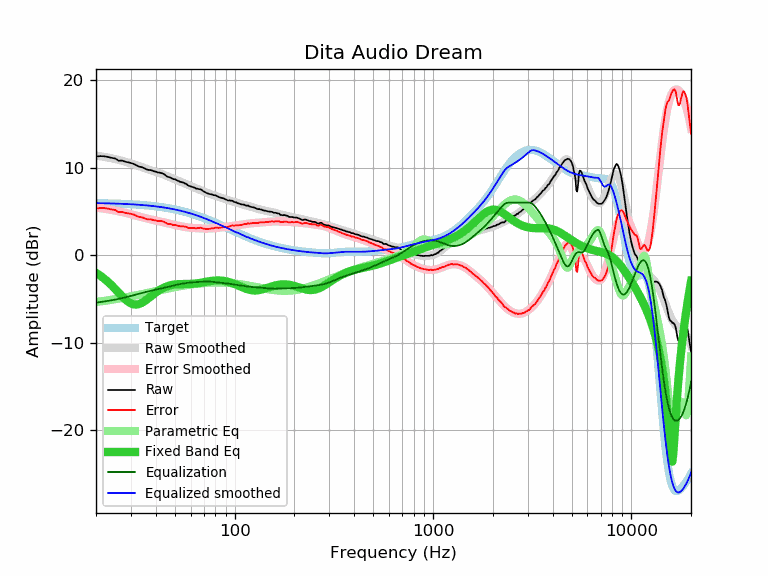 Dita Audio Dream
20
10
0
−10
−20
Amplitude (dBr)
Target
Raw Smoothed
Error Smoothed
Raw
Error
Parametric Eq
Fixed Band Eq
Equalization
Equalized smoothed
100
1000
10000
Frequency (Hz)